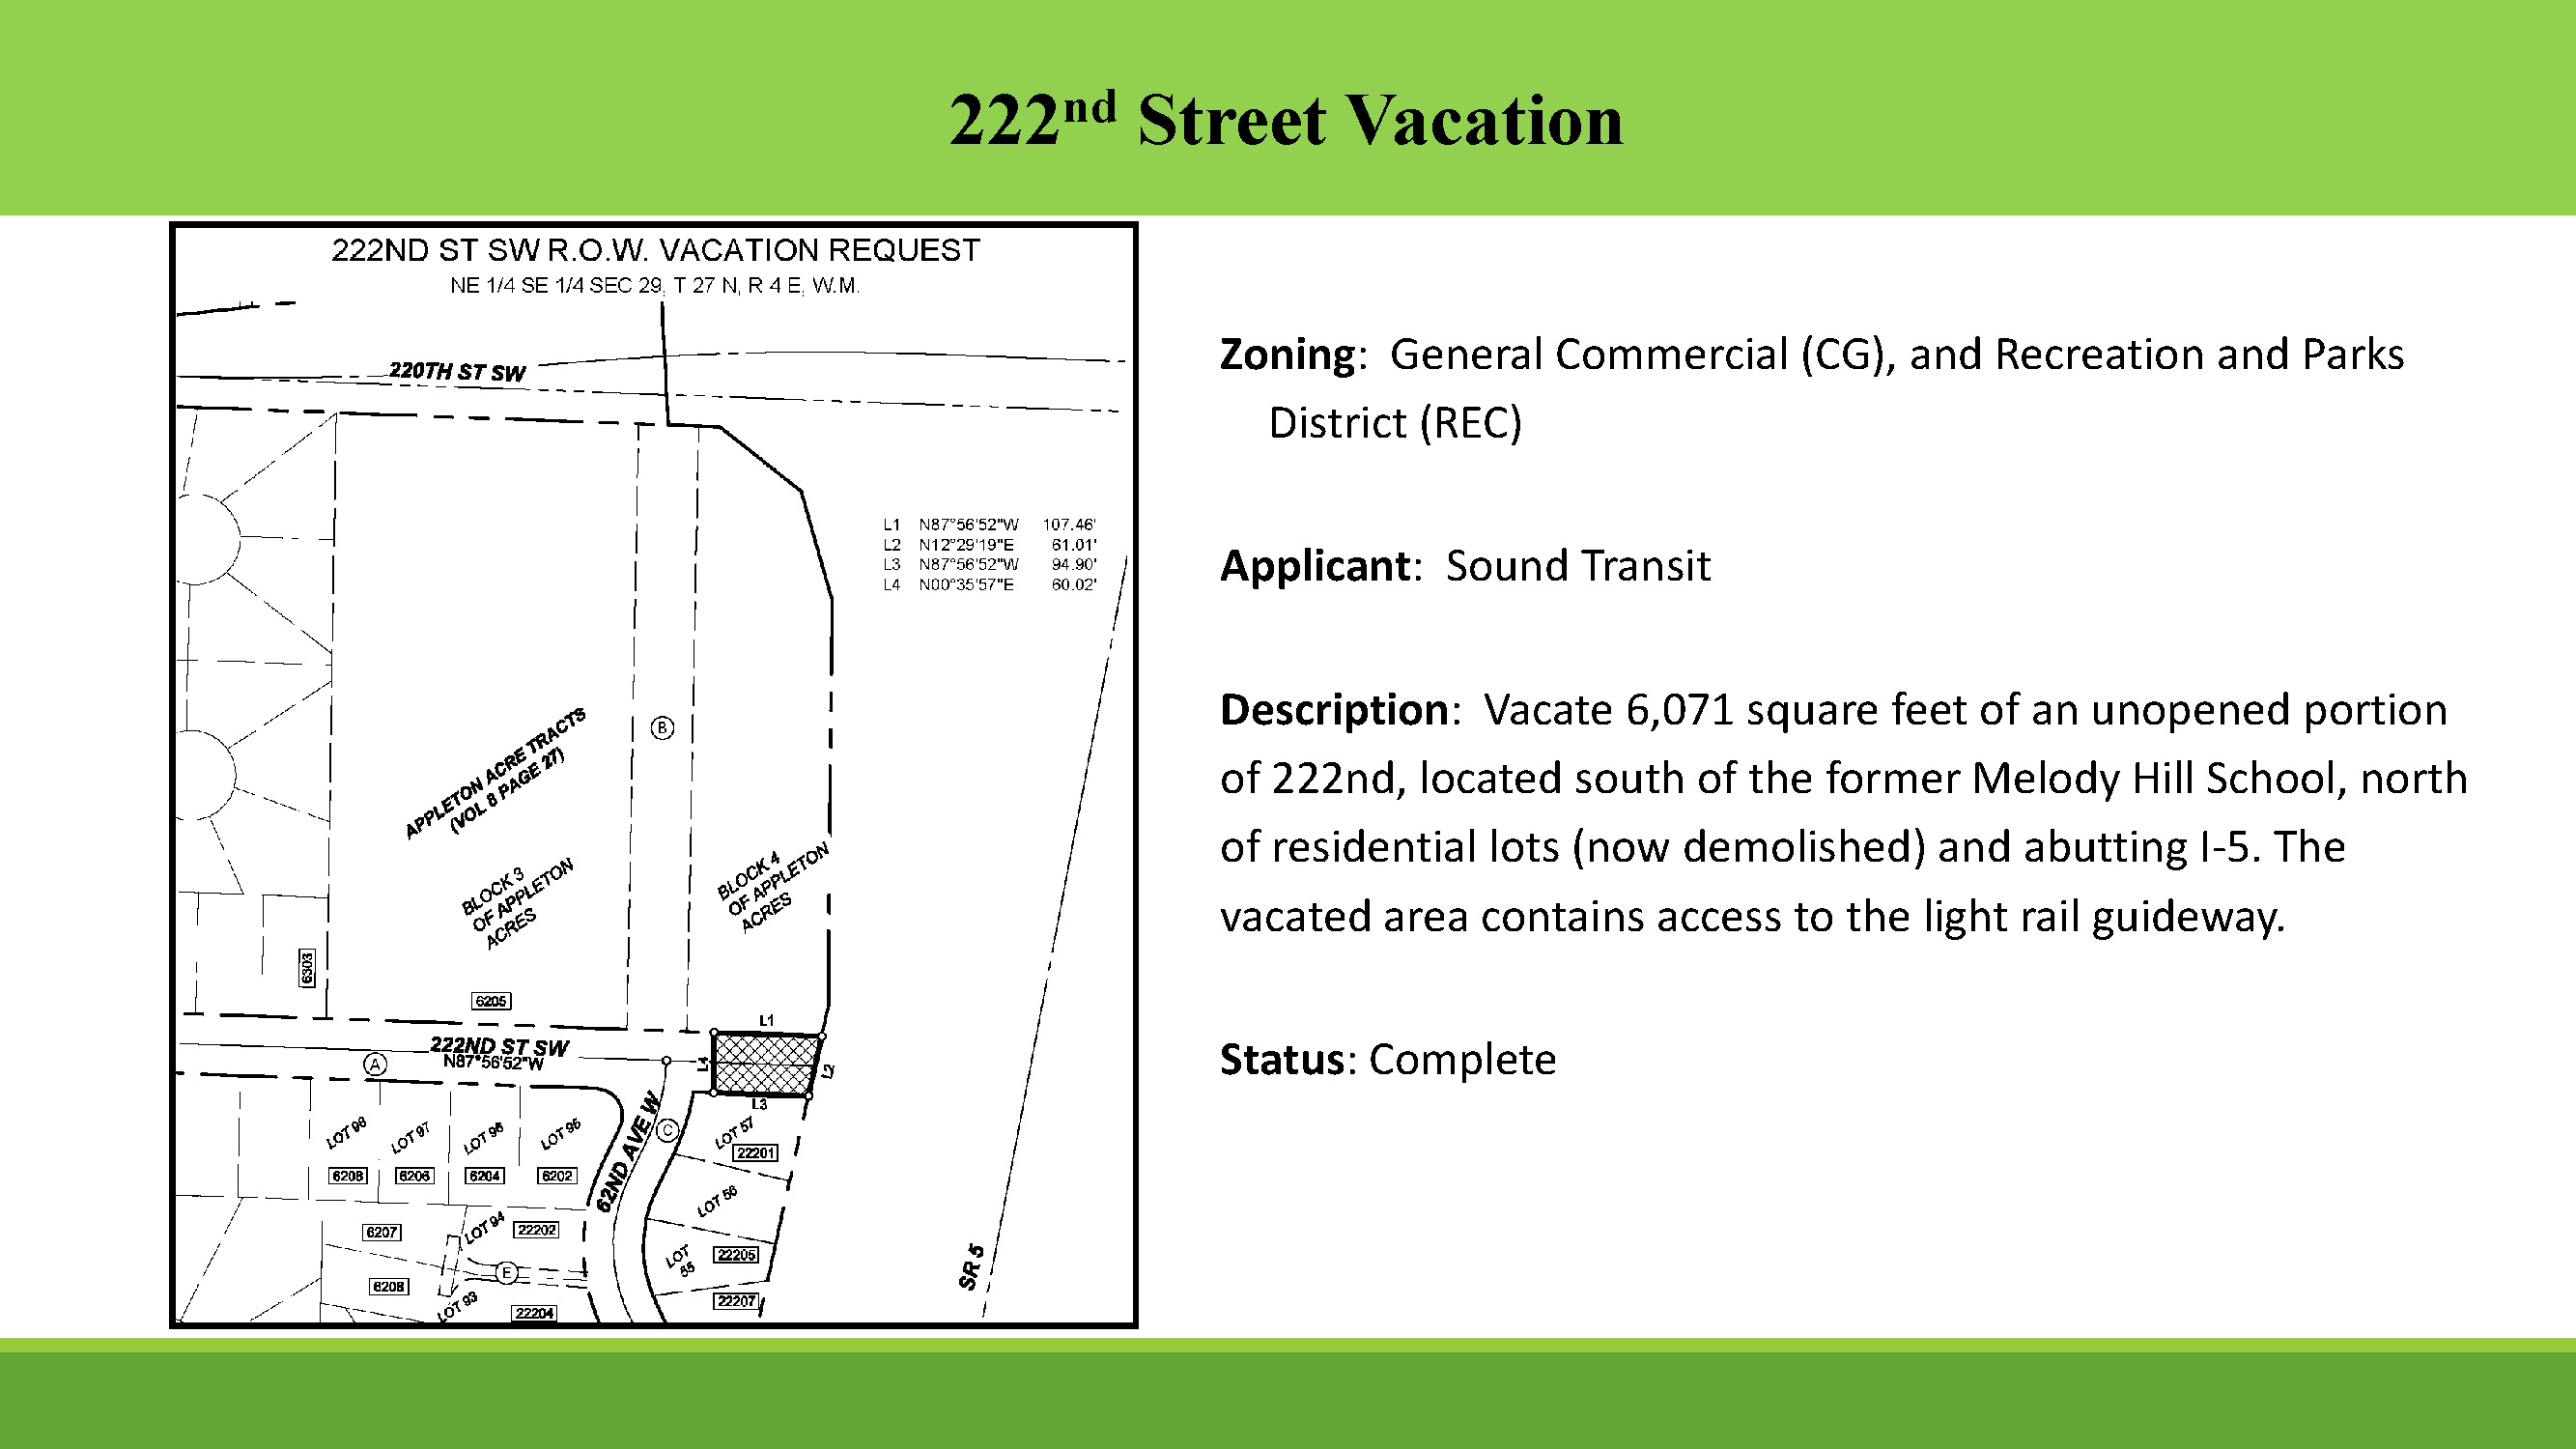 222nd Street Vacation
222ND ST SW R.O.W. VACATION REQUEST
NE 1/4 SE 1/4 SEC 29, T 27 N, R 4 E, W.M.
220TH ST SW
L1 N87°56'52"W 107.46'
L2 N12°29'19"E 61.01'
L3 N87°56'52"W 94.90'
L4 N00°35'57"E 60.02'
B
APPLETON ACRE TRACTS
(VOL 8 PAGE 27)
BLOCK 3
OF APPLETON
ACRES
BLOCK 4
OF APPLETON
ACRES
6303
6205
L1
222ND ST SW
N87°56'52"W
A
L4
L2
L3
62ND AVE W
C
LOT 98
LOT 97
LOT 96
LOT 95
LOT 57
22201
6208
6206
6204
6202
LOT 56
6207
LOT 94
22202
LOT
55
22205
E
SR 5
6208
LOT 93
22204
22207
Zoning: General Commercial (CG), and Recreation and Parks
District (REC)
Applicant: Sound Transit
Description: Vacate 6,071 square feet of an unopened portion
of 222nd, located south of the former Melody Hill School, north
of residential lots (now demolished) and abutting I-5. The
vacated area contains access to the light rail guideway.
Status: Complete